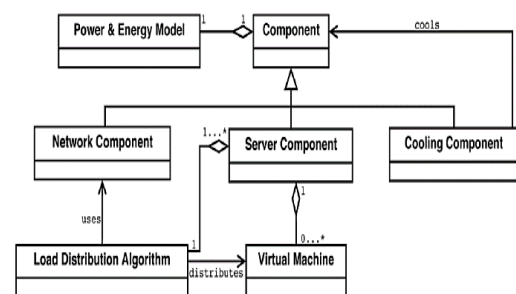 Power & Energy Model
1
1
Component
cools
Network Component
1...*
Server Component
Cooling Component
uses
1
1
0...*
Load Distribution Algorithm
distributes
Virtual Machine